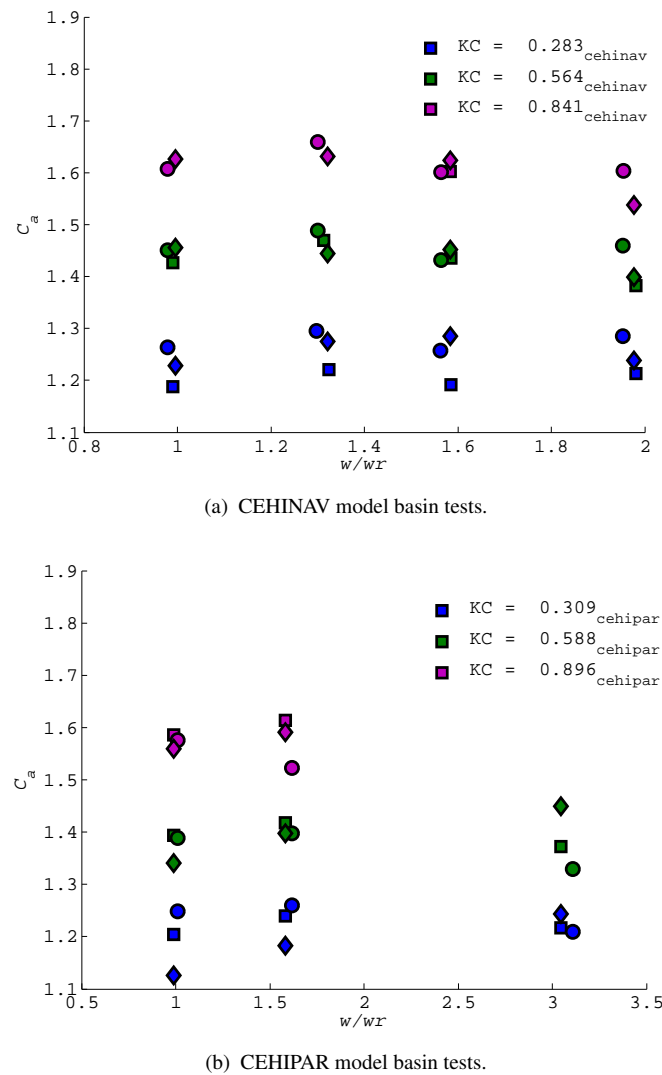 1.9
1.8
1.7
1.6
1.5
1.4
1.3
1.2
1.1
C_a
0.8 1 1.2 1.4 1.6 1.8 2
w/wr
KC = 0.283_cehinav
KC = 0.564_cehinav
KC = 0.841_cehinav
(a) CEHINAV model basin tests.
1.9
1.8
1.7
1.6
1.5
1.4
1.3
1.2
1.1
C_a
0.5 1 1.5 2 2.5 3 3.5
w/wr
KC = 0.309_cehipar
KC = 0.588_cehipar
KC = 0.896_cehipar
(b) CEHIPAR model basin tests.